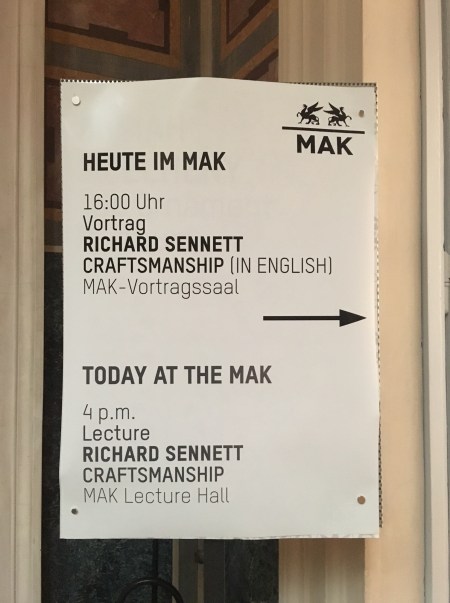 MAK
HEUTE IM MAK
16:00 Uhr
Vortrag
RICHARD SENNETT
CRAFTSMANSHIP (IN ENGLISH)
MAK-Vortragssaal
TODAY AT THE MAK
4 p.m.
Lecture
RICHARD SENNETT
CRAFTSMANSHIP
MAK Lecture Hall